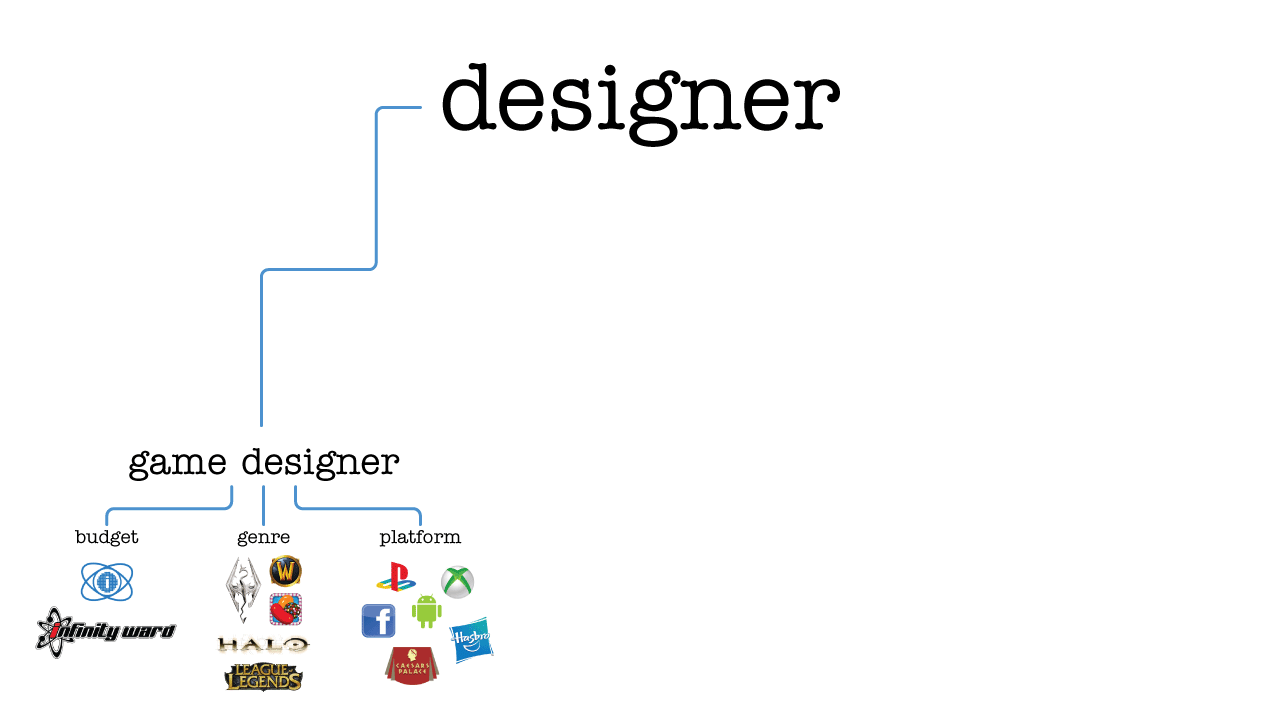 designer
game designer
budget
genre
platform
W
i
infinity ward
HALO
LEAGUE
LEGENDS
f
Hasbro
CAESARS
PALACE